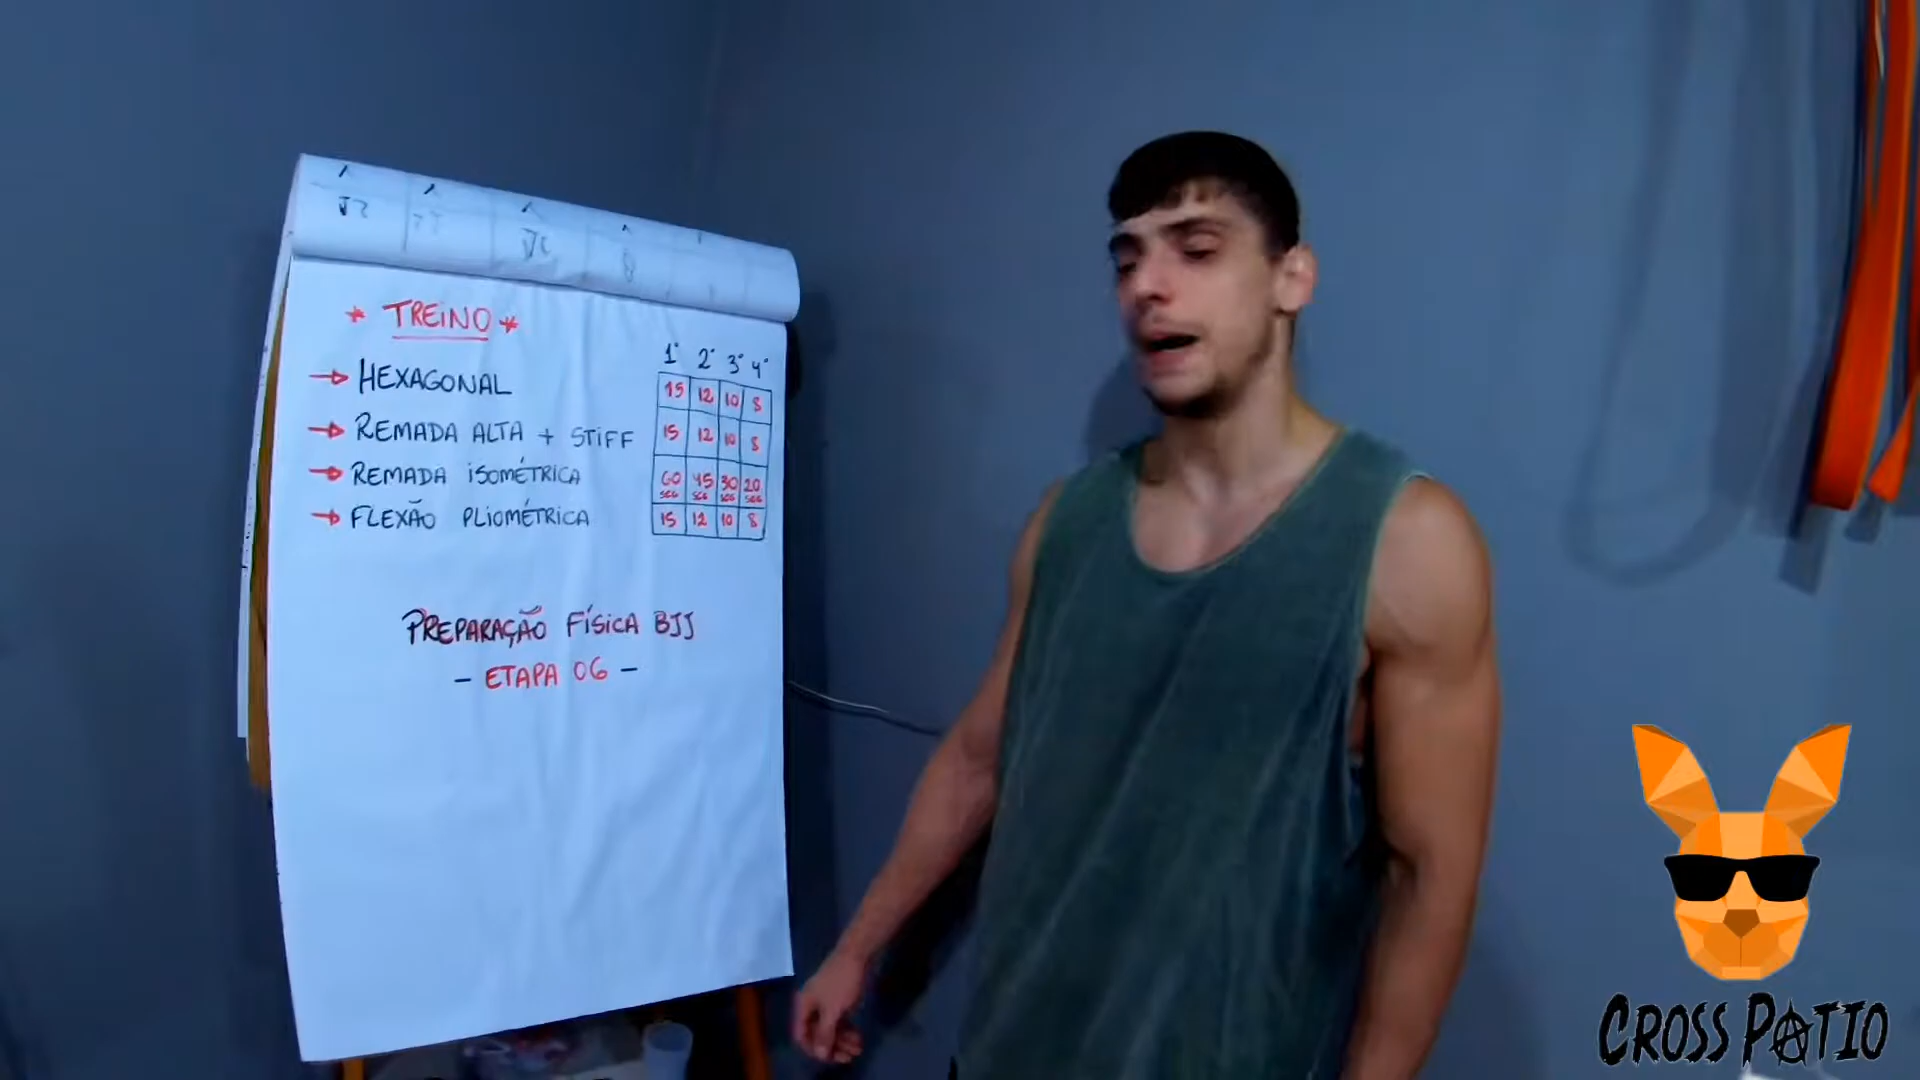 * TREINO *
1° 2° 3° 4°
→ HEXAGONAL 15 12 10 8
→ REMADA ALTA + STIFF 15 12 10 8
→ REMADA ISOMÉTRICA 60 SEG 45 SEG 30 SEG 20 SEG
→ FLEXÃO PLIOMÉTRICA 15 12 10 8
PREPARAÇÃO FÍSICA BJJ
- ETAPA 06 -
CROSS PATIO